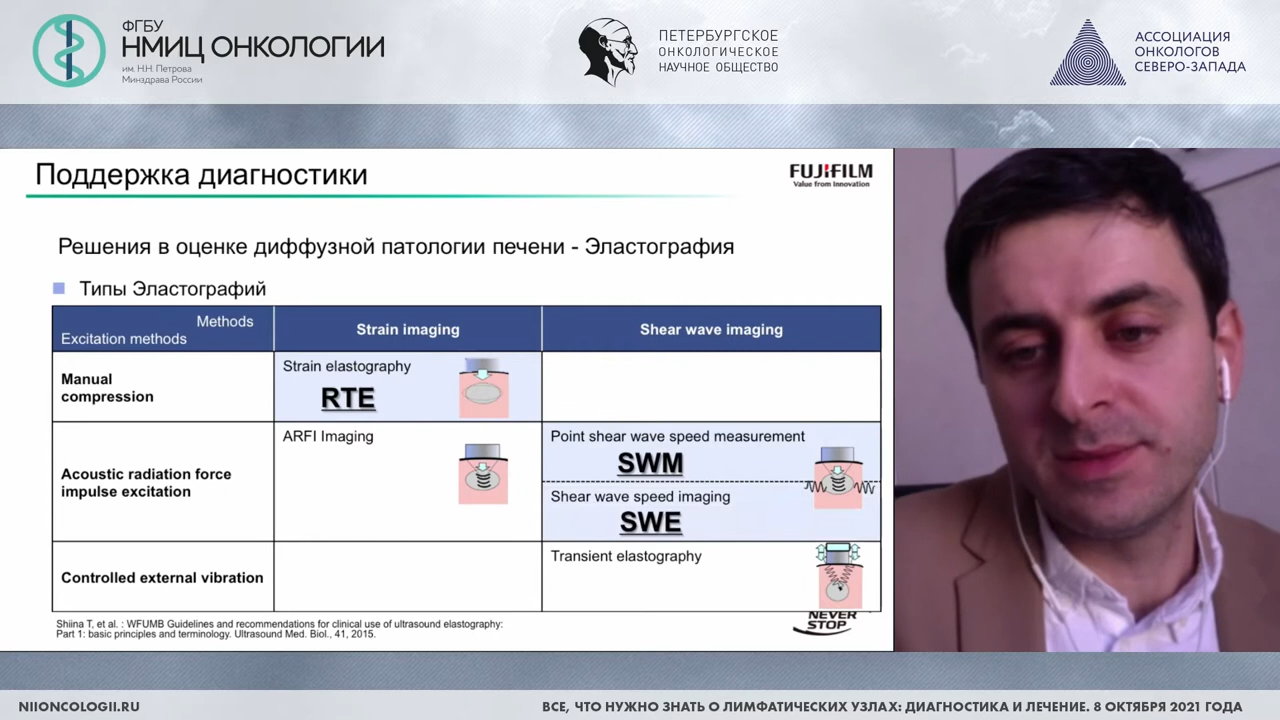 ФГБУ
НМИЦ ОНКОЛОГИИ
им. Н.Н. Петрова
Минздрава России
ПЕТЕРБУРГСКОЕ
ОНКОЛОГИЧЕСКОЕ
НАУЧНОЕ ОБЩЕСТВО
АССОЦИАЦИЯ
ОНКОЛОГОВ
СЕВЕРО-ЗАПАДА
Поддержка диагностики
FUJIFILM
Value from Innovation
Решения в оценке диффузной патологии печени - Эластография
Типы Эластографий
Methods
Excitation methods
Strain imaging
Shear wave imaging
Manual
compression
Strain elastography
RTE
Acoustic radiation force
impulse excitation
ARFI Imaging
Point shear wave speed measurement
SWM
Shear wave speed imaging
SWE
Controlled external vibration
Transient elastography
Shiina T, et al. : WFUMB Guidelines and recommendations for clinical use of ultrasound elastography:
Part 1: basic principles and terminology. Ultrasound Med. Biol., 41, 2015.
NEVER
STOP
NIIONCOLOGII.RU
ВСЕ, ЧТО НУЖНО ЗНАТЬ О ЛИМФАТИЧЕСКИХ УЗЛАХ: ДИАГНОСТИКА И ЛЕЧЕНИЕ. 8 ОКТЯБРЯ 2021 ГОДА